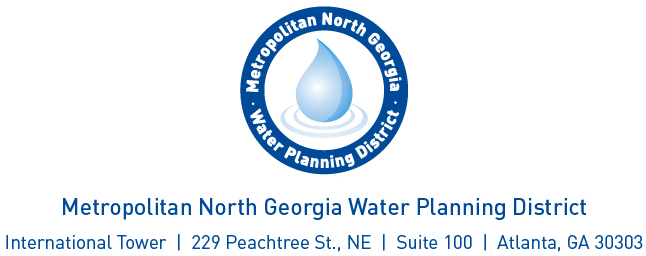 Metropolitan North Georgia
· Water Planning District ·
Metropolitan North Georgia Water Planning District
International Tower | 229 Peachtree St., NE | Suite 100 | Atlanta, GA 30303